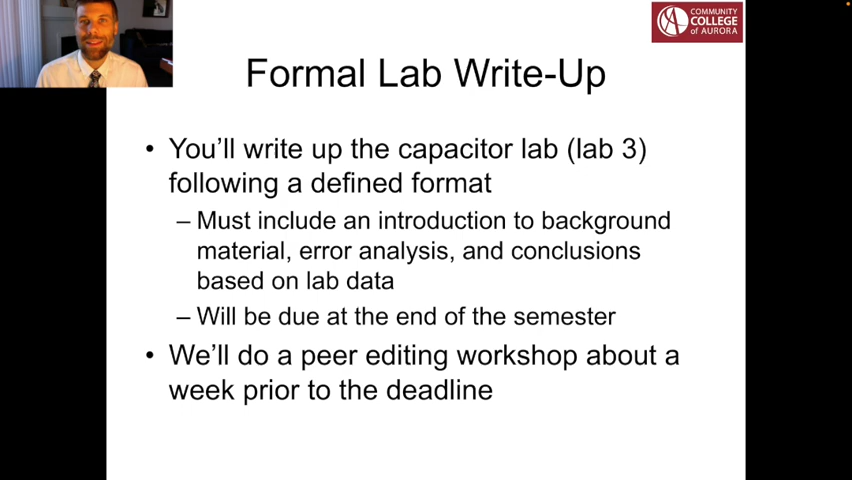 COMMUNITY
COLLEGE
of AURORA
Formal Lab Write-Up
• You'll write up the capacitor lab (lab 3)
following a defined format
– Must include an introduction to background
material, error analysis, and conclusions
based on lab data
– Will be due at the end of the semester
• We'll do a peer editing workshop about a
week prior to the deadline